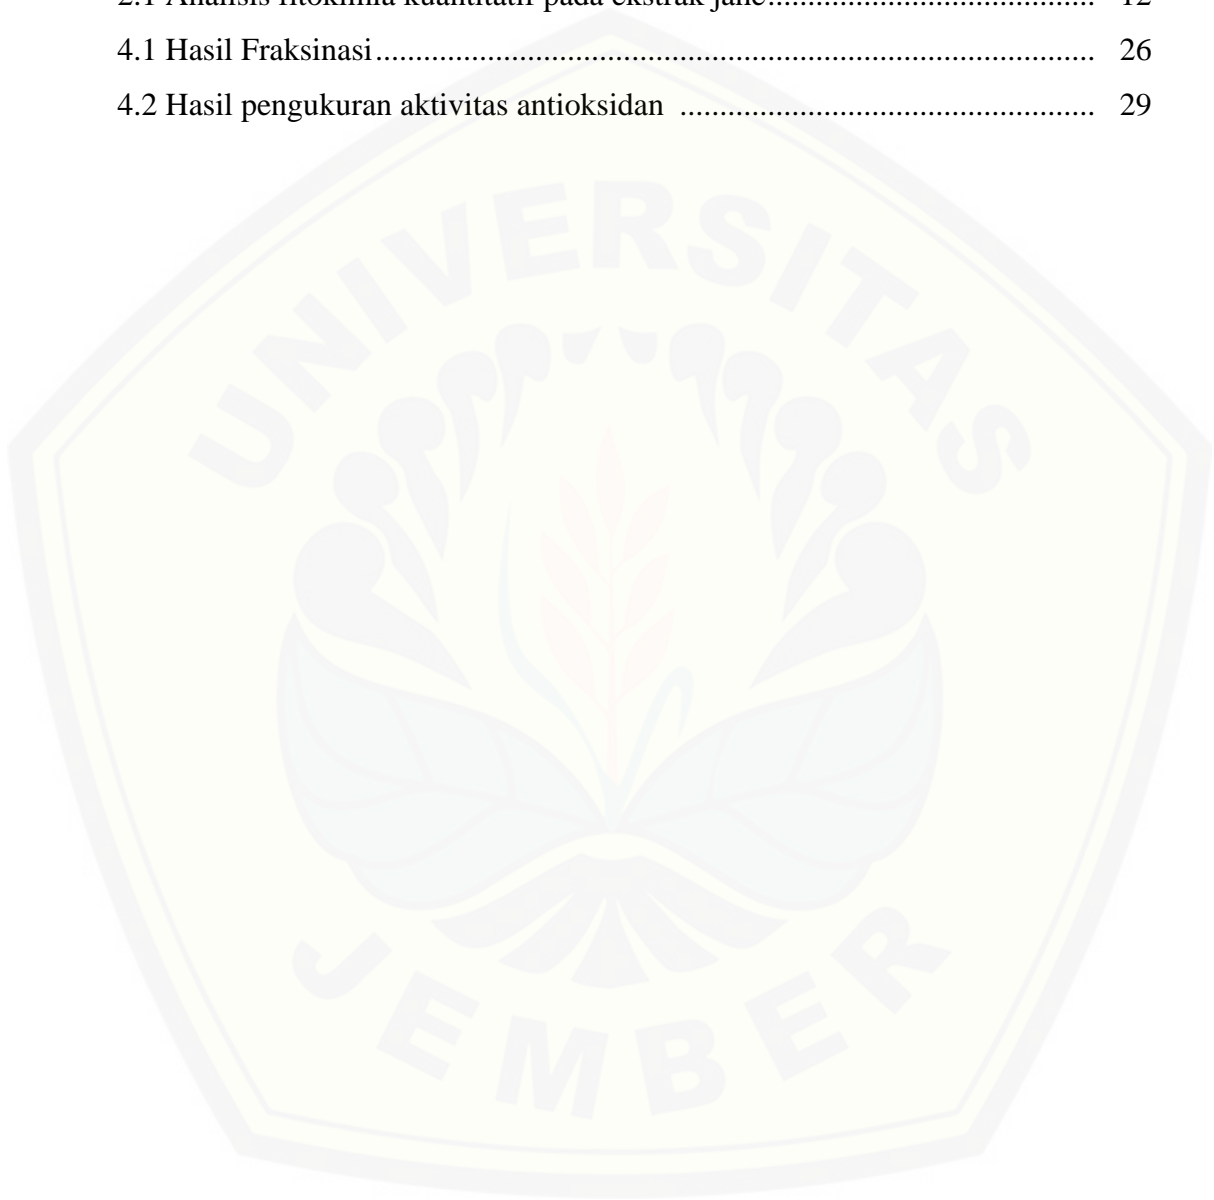 2.1 Analisis fitokimia kuantitatif pada ekstrak jahe.......................................... 12
4.1 Hasil Fraksinasi............................................................................................ 26
4.2 Hasil pengukuran aktivitas antioksidan ..................................................... 29
UNIVERSITAS
JEMBER